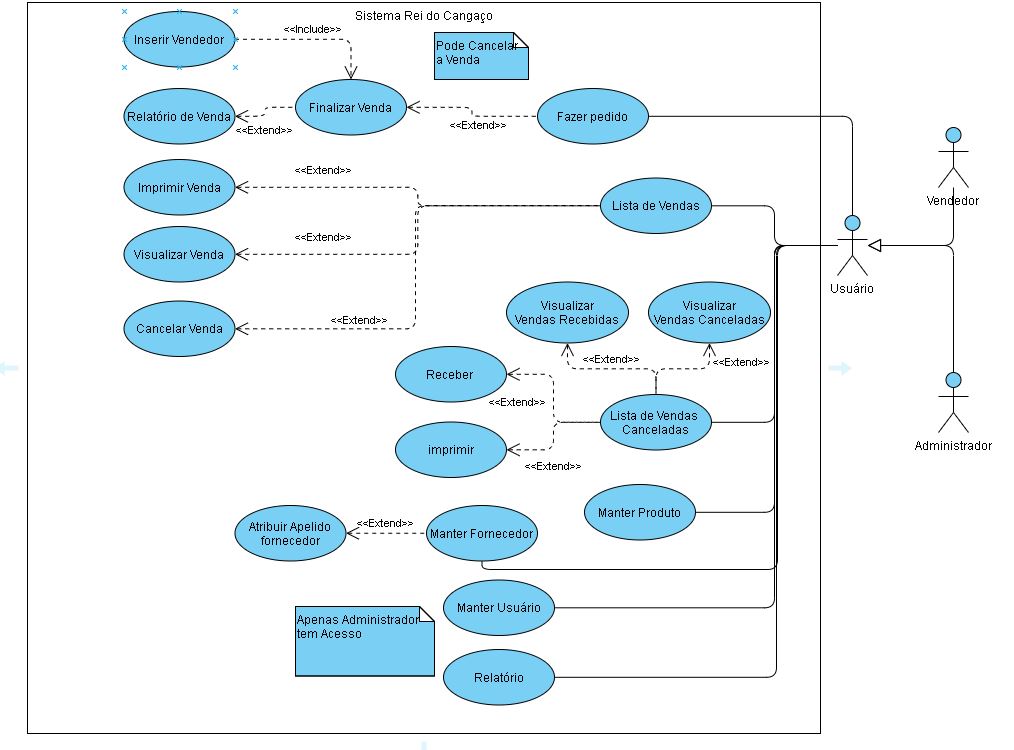 Sistema Rei do Cangaço
Inserir Vendedor
<<Include>>
Pode Cancelar
a Venda
Relatório de Venda
<<Extend>>
Finalizar Venda
<<Extend>>
Fazer pedido
Imprimir Venda
<<Extend>>
Lista de Vendas
Vendedor
Visualizar Venda
<<Extend>>
Usuário
Cancelar Venda
<<Extend>>
Visualizar
Vendas Recebidas
Visualizar
Vendas Canceladas
<<Extend>>
<<Extend>>
Receber
<<Extend>>
Lista de Vendas
Canceladas
imprimir
<<Extend>>
Administrador
Manter Produto
Atribuir Apelido
fornecedor
<<Extend>>
Manter Fornecedor
Manter Usuário
Apenas Administrador
tem Acesso
Relatório